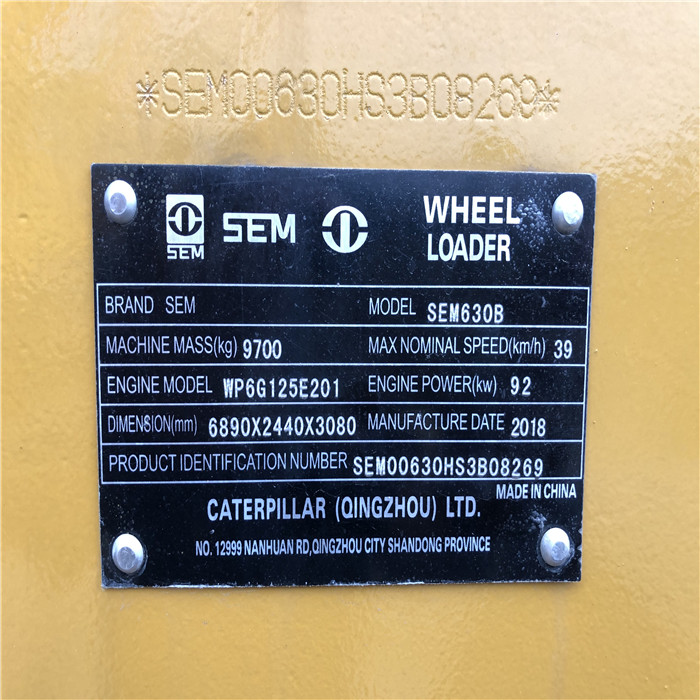 *SEM00630HS3B08269*
SEM SEM WHEEL LOADER
BRAND SEM MODEL SEM630B
MACHINE MASS(kg) 9700 MAX NOMINAL SPEED(km/h) 39
ENGINE MODEL WP6G125E201 ENGINE POWER(kw) 92
DIMENSION(mm) 6890X2440X3080 MANUFACTURE DATE 2018
PRODUCT IDENTIFICATION NUMBER SEM00630HS3B08269
MADE IN CHINA
CATERPILLAR (QINGZHOU) LTD.
NO. 12999 NANHUAN RD,QINGZHOU CITY SHANDONG PROVINCE